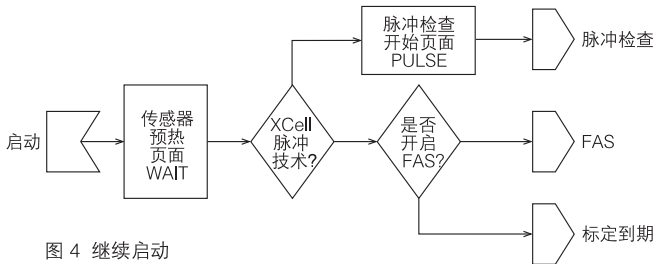 启动
传感器
预热
页面
WAIT
XCell
脉冲
技术?
脉冲检查
开始页面
PULSE
脉冲检查
是否
开启
FAS?
FAS
标定到期
图 4 继续启动